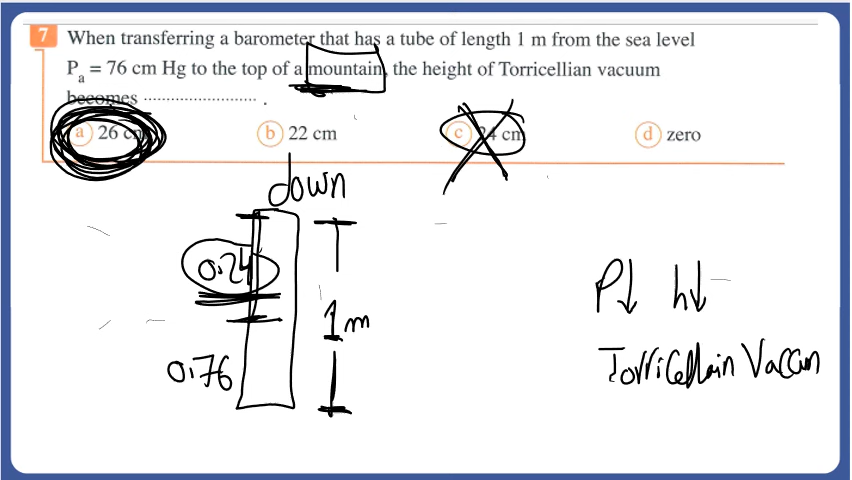 7 When transferring a barometer that has a tube of length 1 m from the sea level
Pa = 76 cm Hg to the top of a mountain, the height of Torricellian vacuum
becomes ............................ .
a 26 cm b 22 cm c 24 cm d zero
down
0.24
1m
0.76
P↓ h↓
Torricellain Vaccum